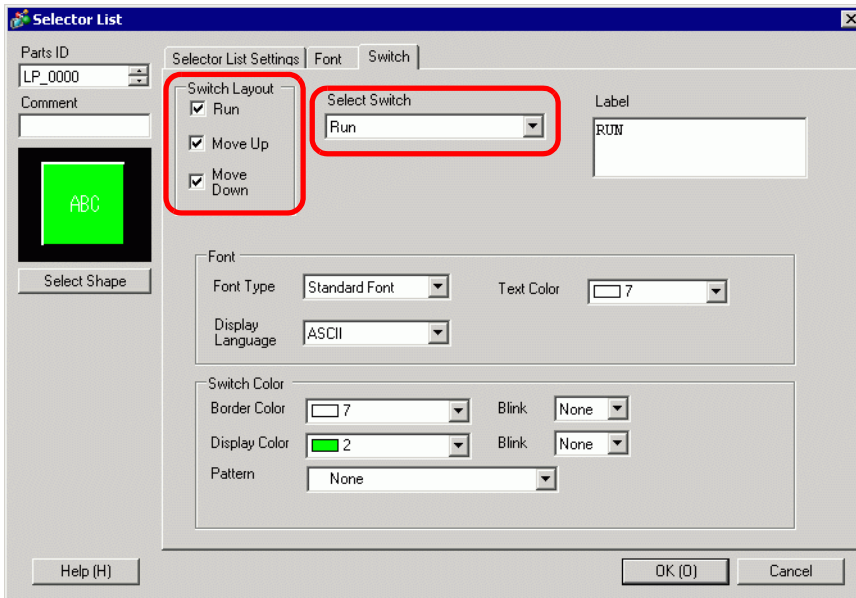 Selector List
Parts ID
LP_0000
Comment
ABC
Select Shape
Selector List Settings Font Switch
Switch Layout
Run
Move Up
Move
Down
Select Switch
Run
Label
RUN
Font
Font Type Standard Font Text Color 7
Display
Language ASCII
Switch Color
Border Color 7 Blink None
Display Color 2 Blink None
Pattern None
Help (H) OK (O) Cancel